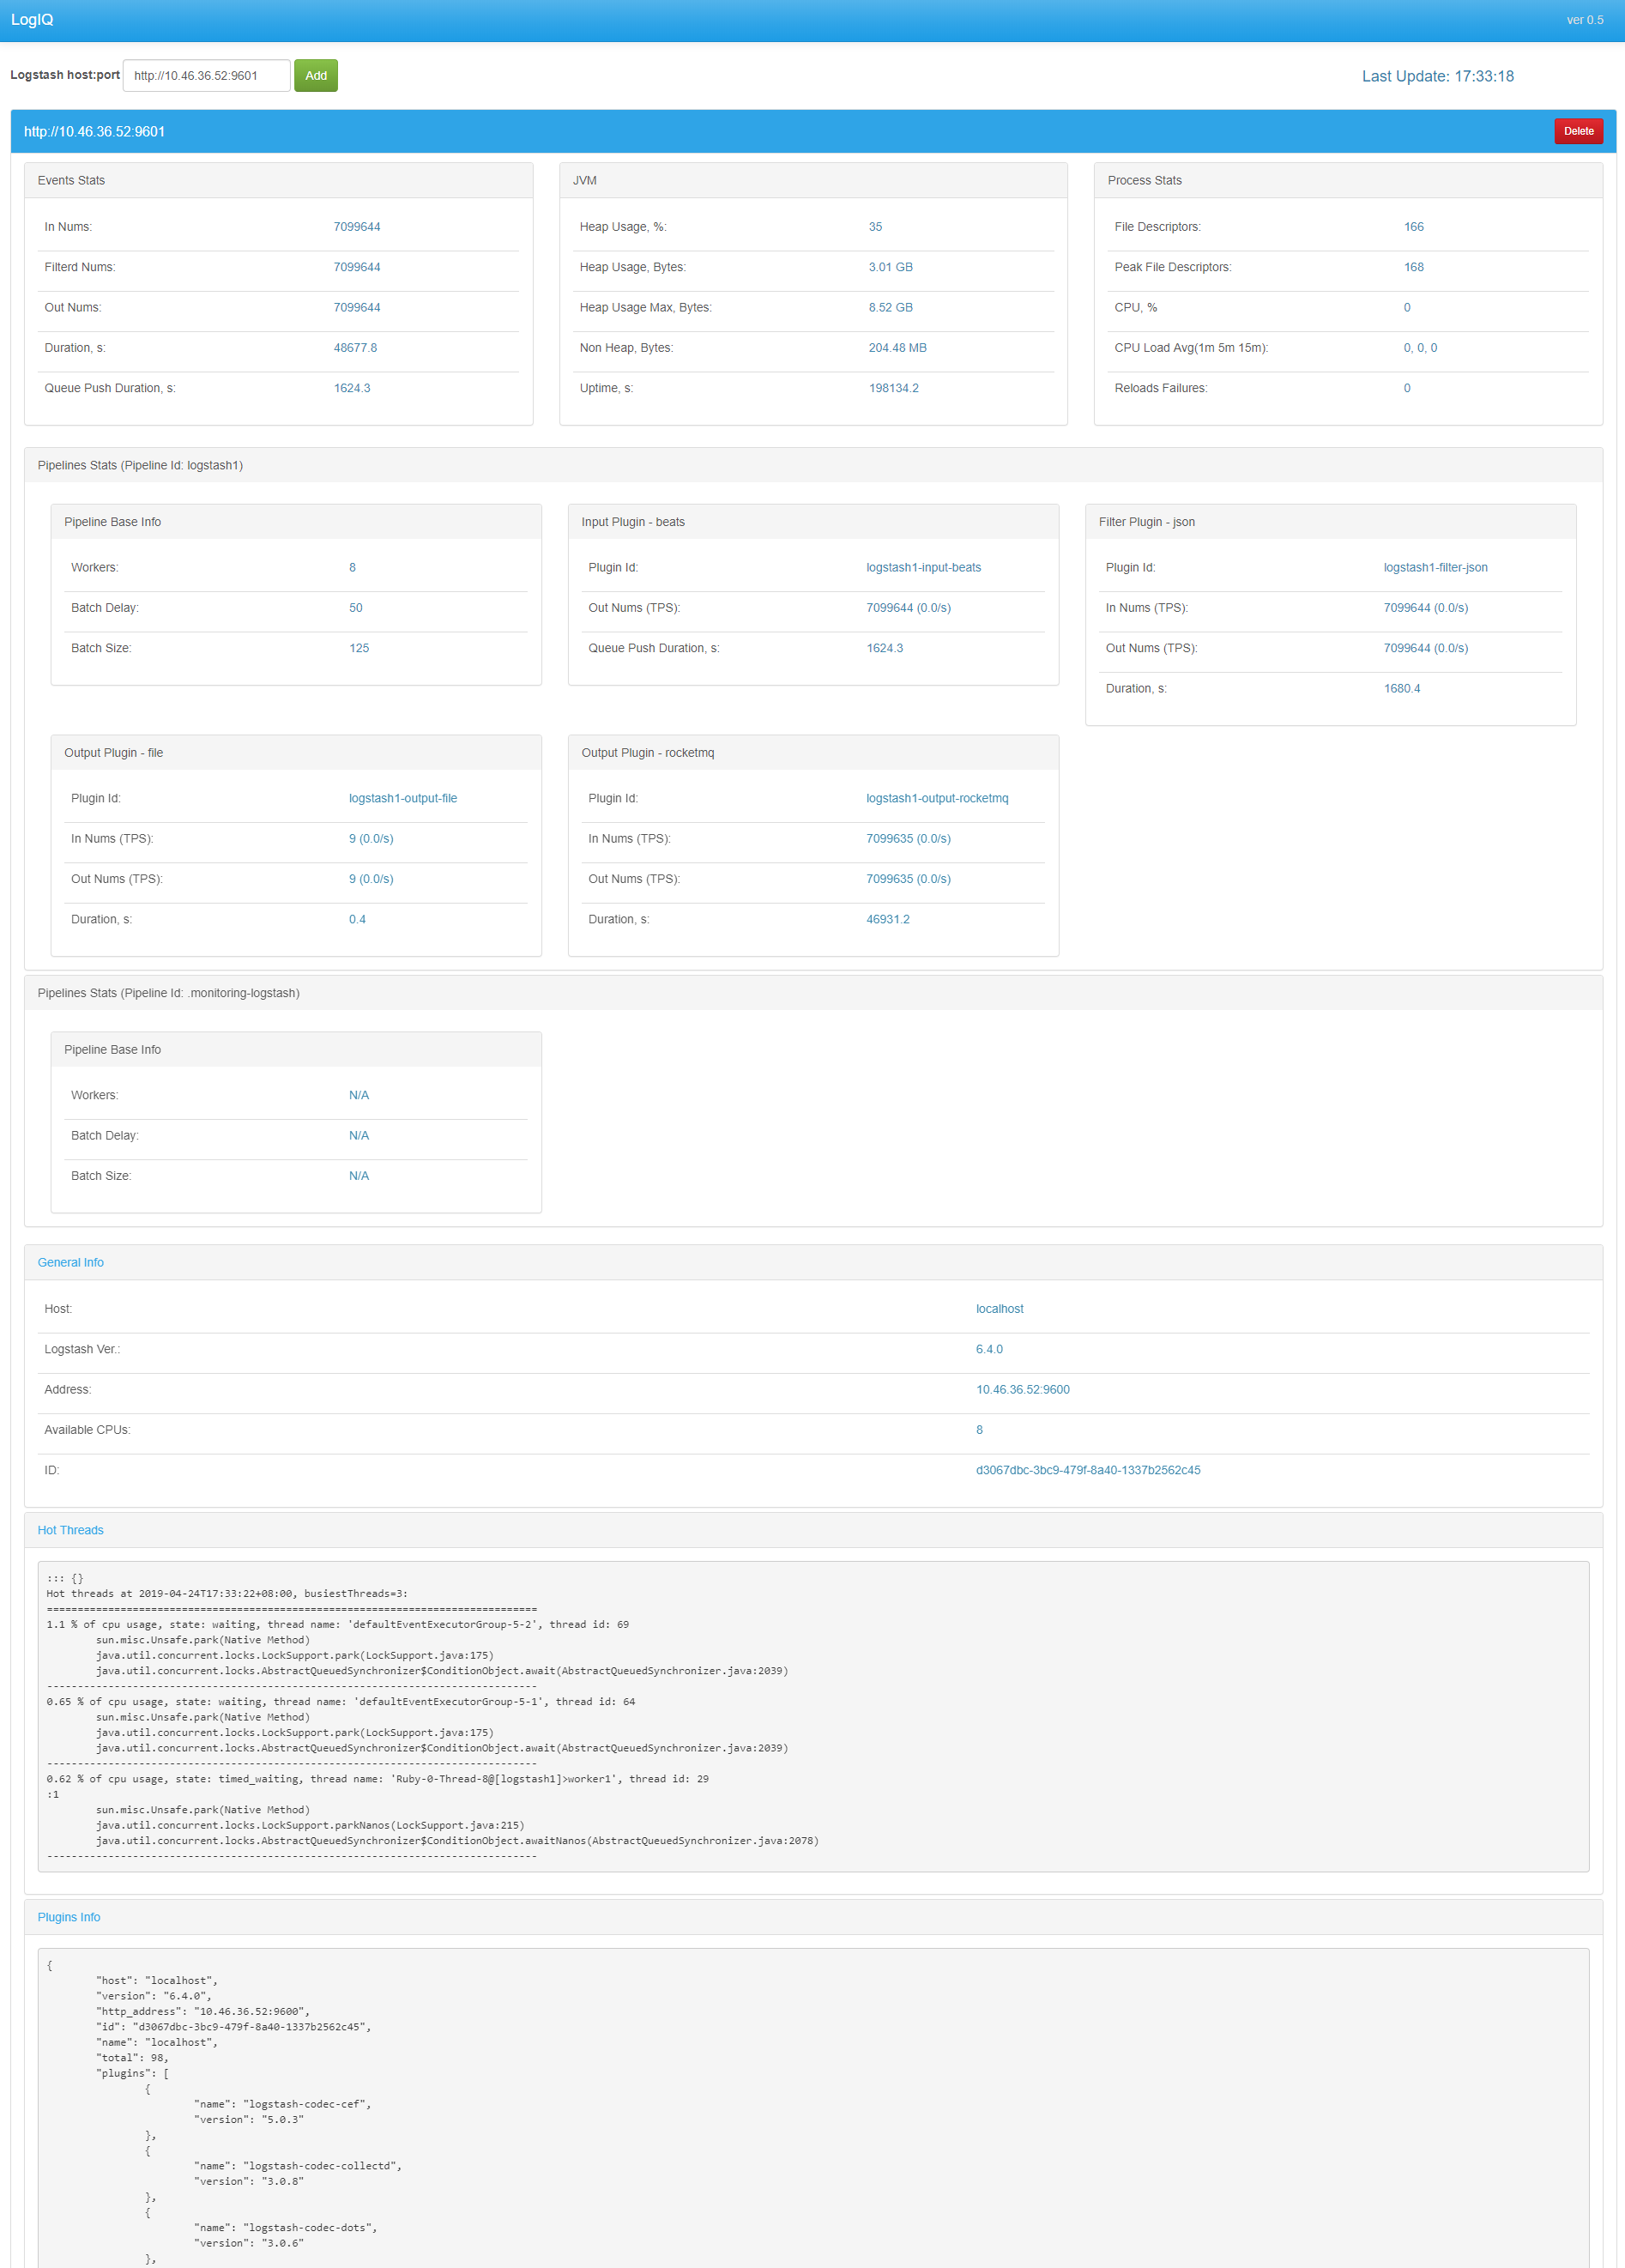 LogIQ
ver 0.5
Logstash host:port http://10.46.36.52:9601 Add
Last Update: 17:33:18
http://10.46.36.52:9601
Delete
Events Stats
In Nums: 7099644
Filterd Nums: 7099644
Out Nums: 7099644
Duration, s: 48677.8
Queue Push Duration, s: 1624.3
JVM
Heap Usage, %: 35
Heap Usage, Bytes: 3.01 GB
Heap Usage Max, Bytes: 8.52 GB
Non Heap, Bytes: 204.48 MB
Uptime, s: 198134.2
Process Stats
File Descriptors: 166
Peak File Descriptors: 168
CPU, % 0
CPU Load Avg(1m 5m 15m): 0, 0, 0
Reloads Failures: 0
Pipelines Stats (Pipeline Id: logstash1)
Pipeline Base Info
Workers: 8
Batch Delay: 50
Batch Size: 125
Input Plugin - beats
Plugin Id: logstash1-input-beats
Out Nums (TPS): 7099644 (0.0/s)
Queue Push Duration, s: 1624.3
Filter Plugin - json
Plugin Id: logstash1-filter-json
In Nums (TPS): 7099644 (0.0/s)
Out Nums (TPS): 7099644 (0.0/s)
Duration, s: 1680.4
Output Plugin - file
Plugin Id: logstash1-output-file
In Nums (TPS): 9 (0.0/s)
Out Nums (TPS): 9 (0.0/s)
Duration, s: 0.4
Output Plugin - rocketmq
Plugin Id: logstash1-output-rocketmq
In Nums (TPS): 7099635 (0.0/s)
Out Nums (TPS): 7099635 (0.0/s)
Duration, s: 46931.2
Pipelines Stats (Pipeline Id: .monitoring-logstash)
Pipeline Base Info
Workers: N/A
Batch Delay: N/A
Batch Size: N/A
General Info
Host: localhost
Logstash Ver.: 6.4.0
Address: 10.46.36.52:9600
Available CPUs: 8
ID: d3067dbc-3bc9-479f-8a40-1337b2562c45
Hot Threads
::: {}
Hot threads at 2019-04-24T17:33:22+08:00, busiestThreads=3:
================================================================================
1.1 % of cpu usage, state: waiting, thread name: 'defaultEventExecutorGroup-5-2', thread id: 69
sun.misc.Unsafe.park(Native Method)
java.util.concurrent.locks.LockSupport.park(LockSupport.java:175)
java.util.concurrent.locks.AbstractQueuedSynchronizer$ConditionObject.await(AbstractQueuedSynchronizer.java:2039)
--------------------------------------------------------------------------------
0.65 % of cpu usage, state: waiting, thread name: 'defaultEventExecutorGroup-5-1', thread id: 64
sun.misc.Unsafe.park(Native Method)
java.util.concurrent.locks.LockSupport.park(LockSupport.java:175)
java.util.concurrent.locks.AbstractQueuedSynchronizer$ConditionObject.await(AbstractQueuedSynchronizer.java:2039)
--------------------------------------------------------------------------------
0.62 % of cpu usage, state: timed_waiting, thread name: 'Ruby-0-Thread-8@[logstash1]>worker1', thread id: 29
:1
sun.misc.Unsafe.park(Native Method)
java.util.concurrent.locks.LockSupport.parkNanos(LockSupport.java:215)
java.util.concurrent.locks.AbstractQueuedSynchronizer$ConditionObject.awaitNanos(AbstractQueuedSynchronizer.java:2078)
--------------------------------------------------------------------------------
Plugins Info
{
"host": "localhost",
"version": "6.4.0",
"http_address": "10.46.36.52:9600",
"id": "d3067dbc-3bc9-479f-8a40-1337b2562c45",
"name": "localhost",
"total": 98,
"plugins": [
{
"name": "logstash-codec-cef",
"version": "5.0.3"
},
{
"name": "logstash-codec-collectd",
"version": "3.0.8"
},
{
"name": "logstash-codec-dots",
"version": "3.0.6"
},